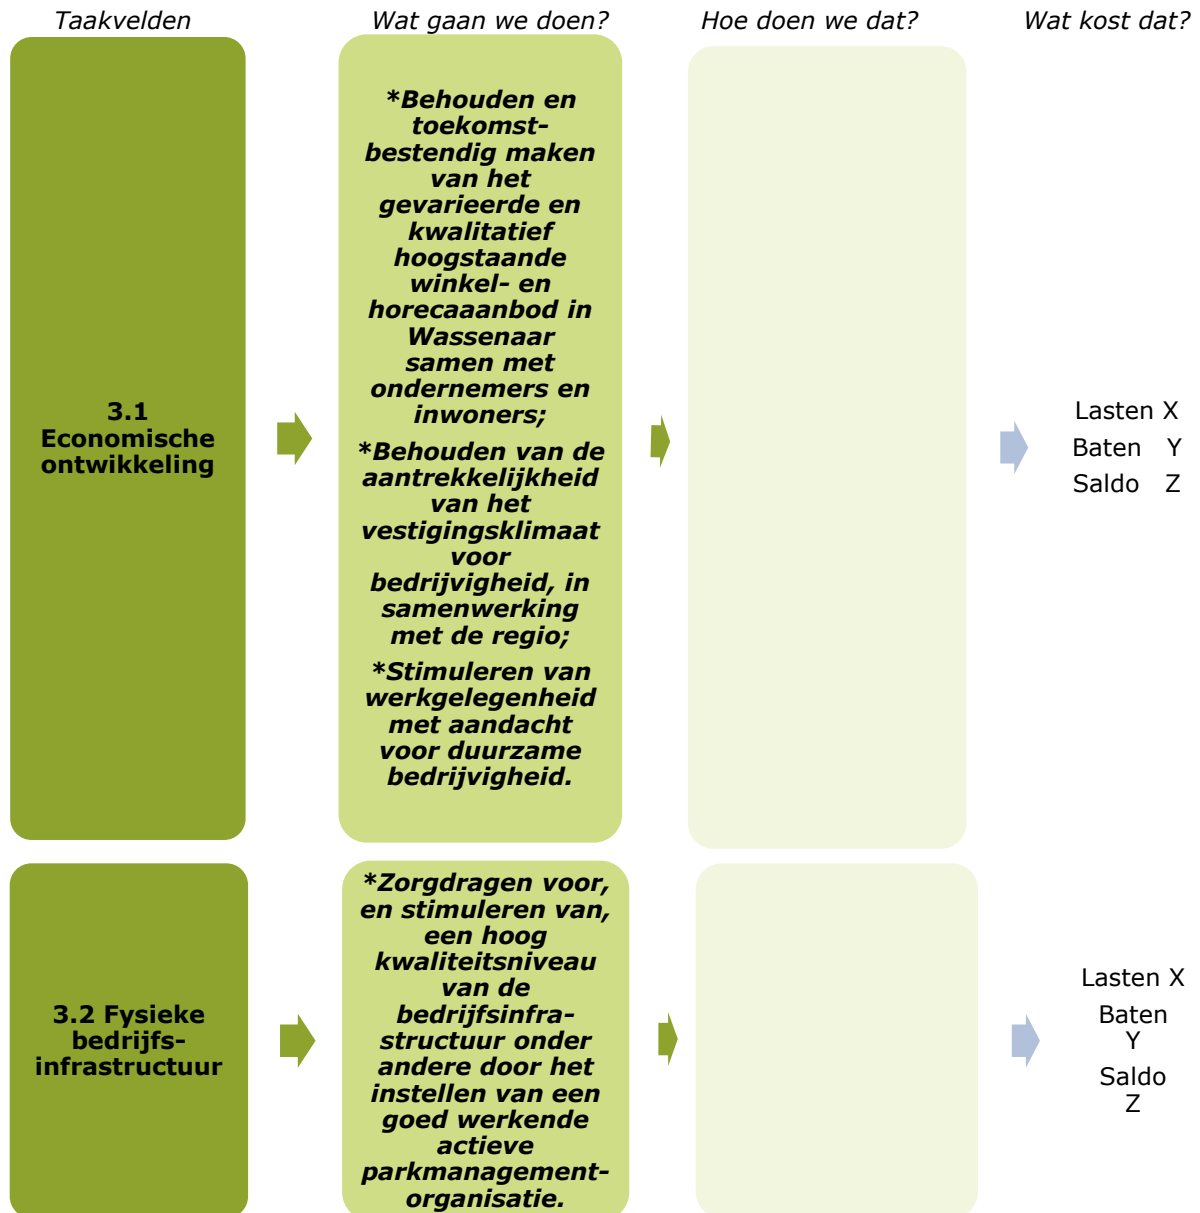 Taakvelden
Wat gaan we doen?
Hoe doen we dat?
Wat kost dat?
3.1
Economische
ontwikkeling
*Behouden en
toekomst-
bestendig maken
van het
gevarieerde en
kwalitatief
hoogstaande
winkel- en
horecaaanbod in
Wassenaar
samen met
ondernemers en
inwoners;
*Behouden van de
aantrekkelijkheid
van het
vestigingsklimaat
voor
bedrijvigheid, in
samenwerking
met de regio;
*Stimuleren van
werkgelegenheid
met aandacht
voor duurzame
bedrijvigheid.
Lasten X
Baten Y
Saldo Z
3.2 Fysieke
bedrijfs-
infrastructuur
*Zorgdragen voor,
en stimuleren van,
een hoog
kwaliteitsniveau
van de
bedrijfsinfra-
structuur onder
andere door het
instellen van een
goed werkende
actieve
parkmanagement-
organisatie.
Lasten X
Baten
Y
Saldo
Z